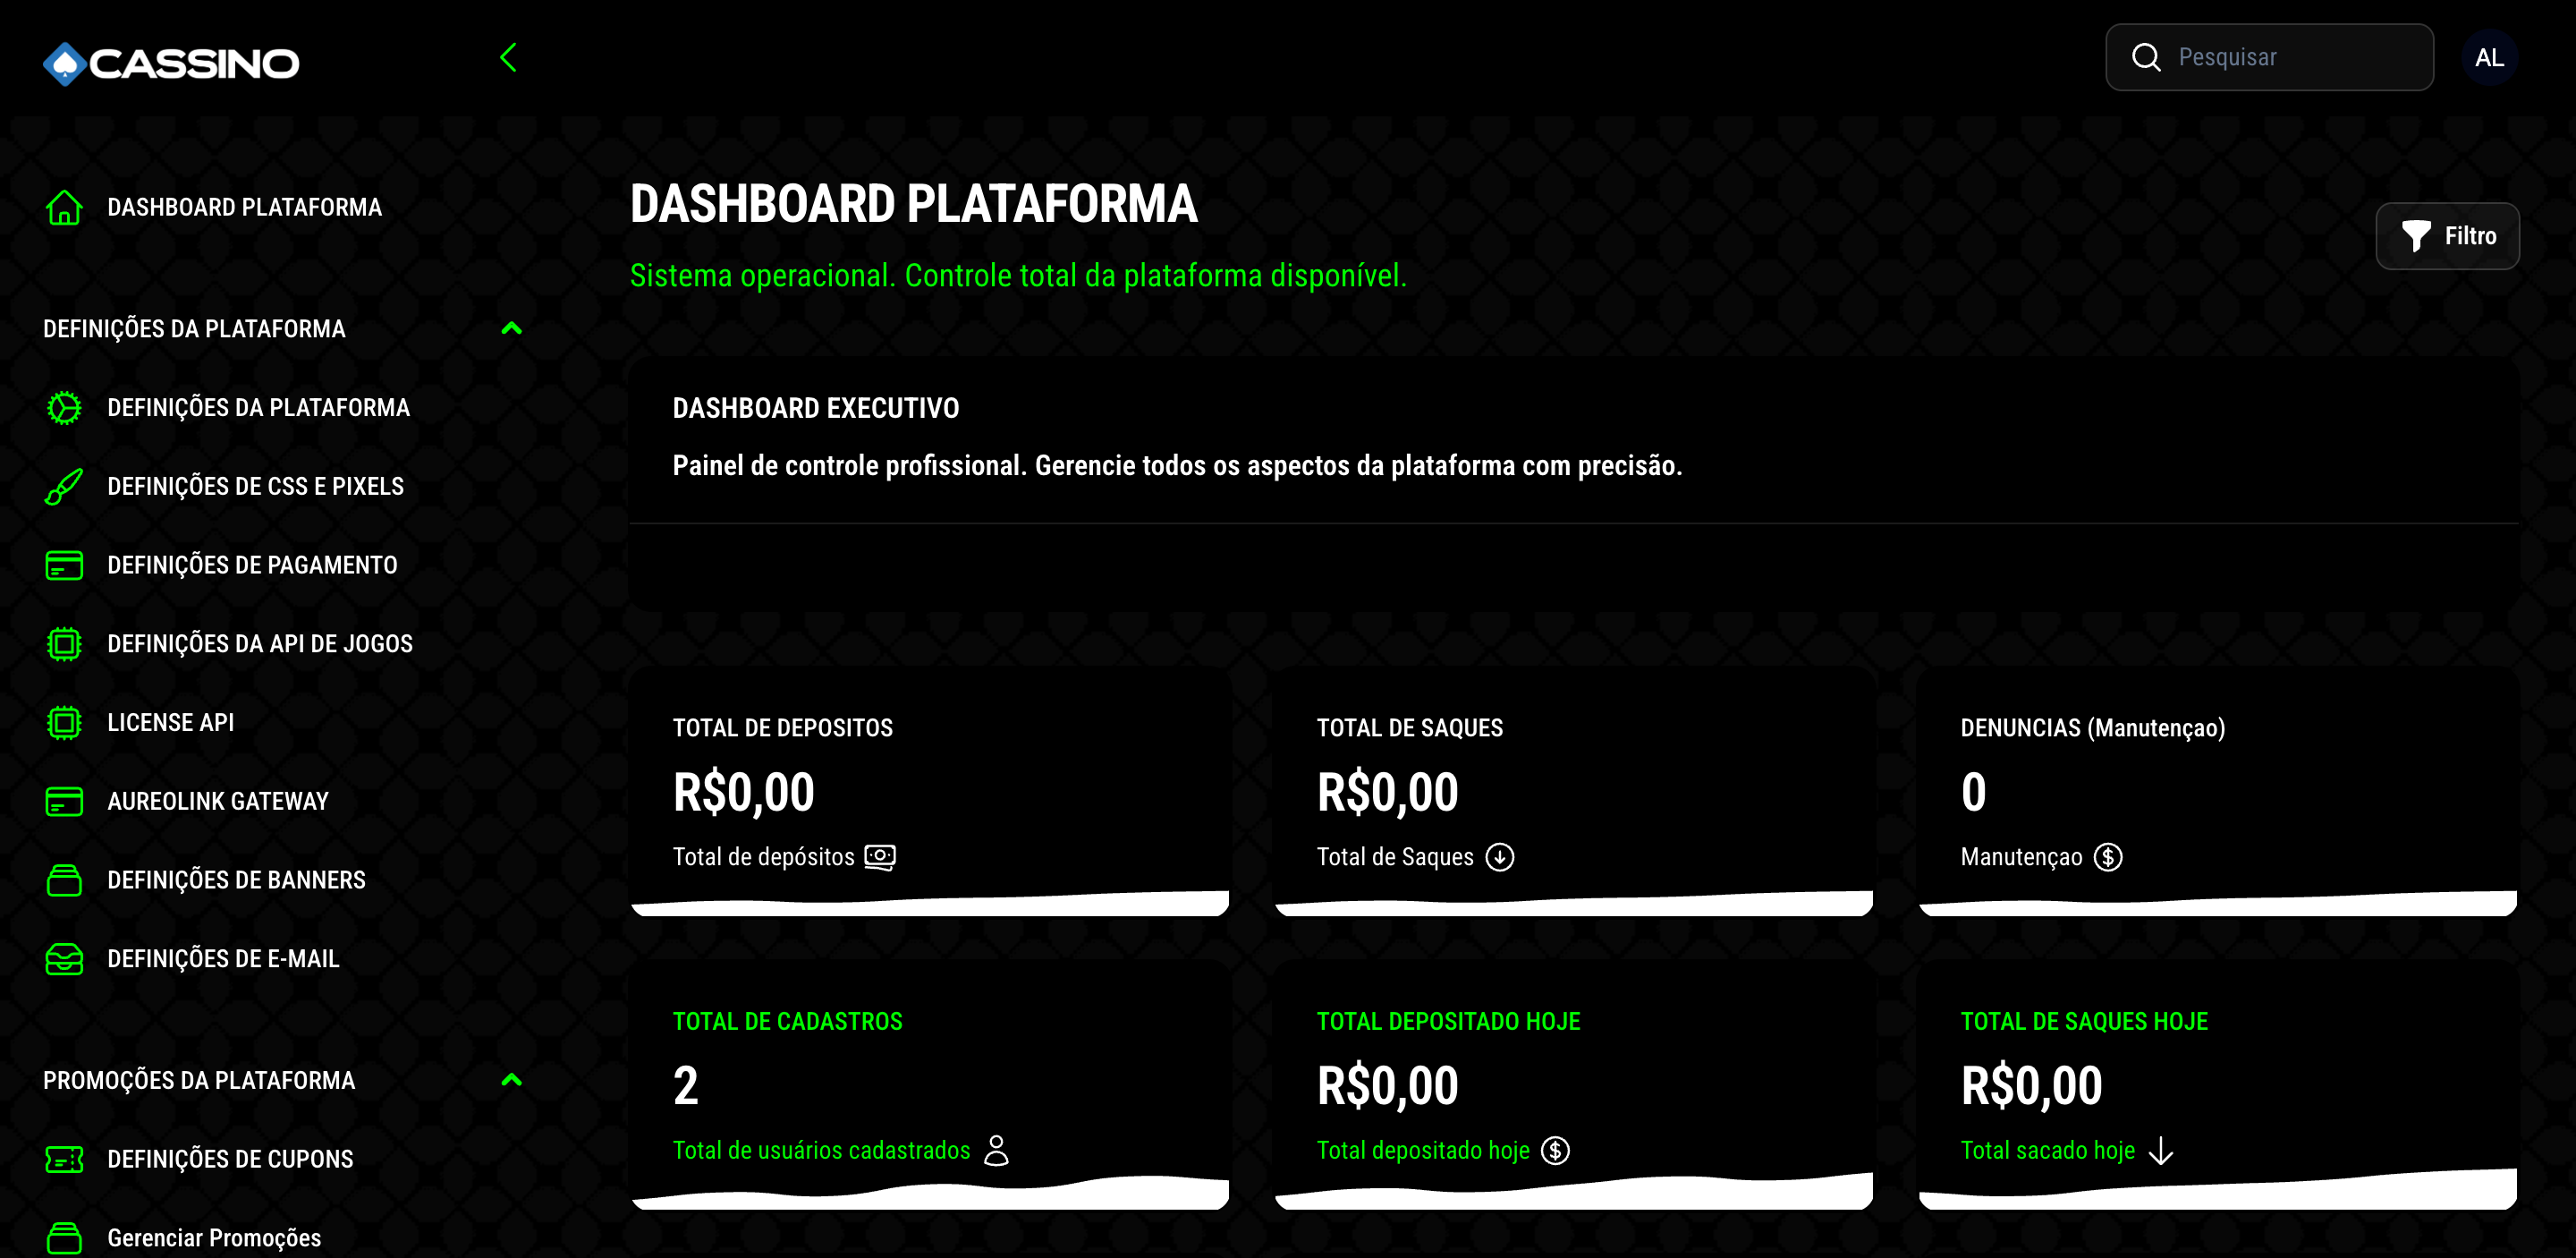 CASSINO
Pesquisar
AL
DASHBOARD PLATAFORMA
DEFINIÇÕES DA PLATAFORMA
DEFINIÇÕES DA PLATAFORMA
DEFINIÇÕES DE CSS E PIXELS
DEFINIÇÕES DE PAGAMENTO
DEFINIÇÕES DA API DE JOGOS
LICENSE API
AUREOLINK GATEWAY
DEFINIÇÕES DE BANNERS
DEFINIÇÕES DE E-MAIL
PROMOÇÕES DA PLATAFORMA
DEFINIÇÕES DE CUPONS
Gerenciar Promoções
DASHBOARD PLATAFORMA
Sistema operacional. Controle total da plataforma disponível.
Filtro
DASHBOARD EXECUTIVO
Painel de controle profissional. Gerencie todos os aspectos da plataforma com precisão.
TOTAL DE DEPOSITOS
R$0,00
Total de depósitos
TOTAL DE SAQUES
R$0,00
Total de Saques
DENUNCIAS (Manutençao)
0
Manutençao
TOTAL DE CADASTROS
2
Total de usuários cadastrados
TOTAL DEPOSITADO HOJE
R$0,00
Total depositado hoje
TOTAL DE SAQUES HOJE
R$0,00
Total sacado hoje